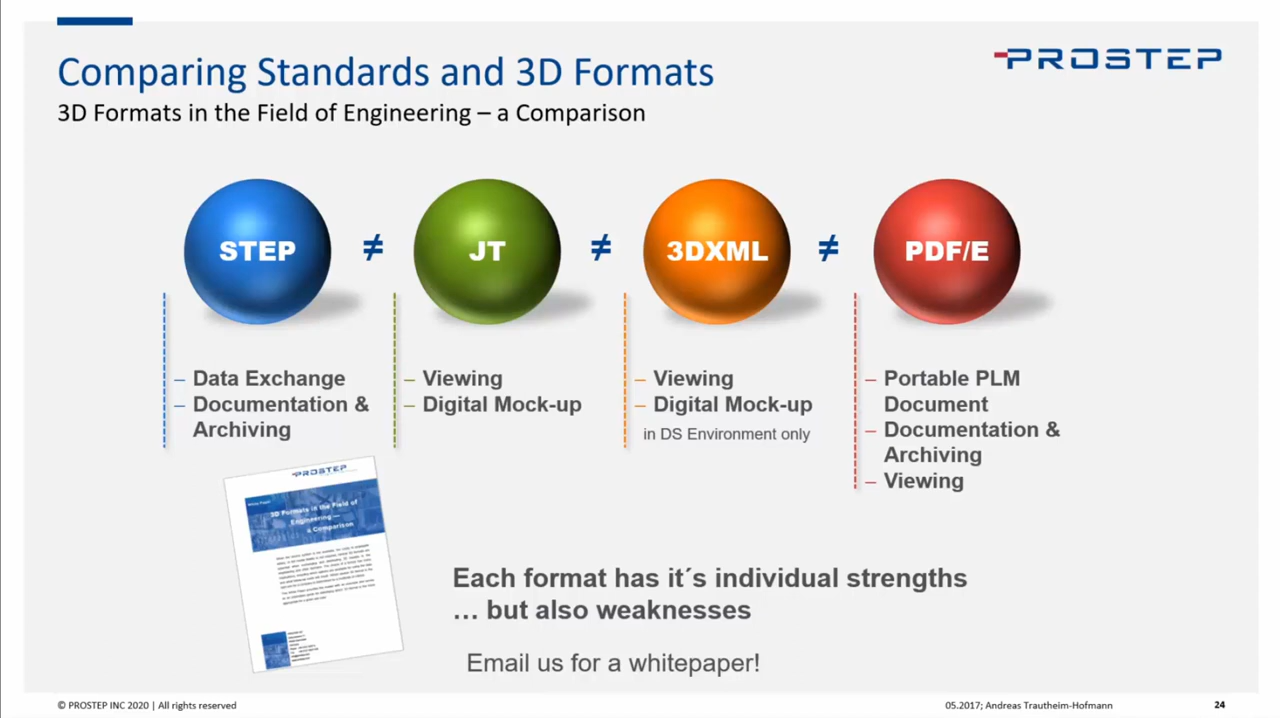 Comparing Standards and 3D Formats
PROSTEP
3D Formats in the Field of Engineering – a Comparison
STEP
≠
JT
≠
3DXML
≠
PDF/E
– Data Exchange
– Documentation &
Archiving
– Viewing
– Digital Mock-up
– Viewing
– Digital Mock-up
in DS Environment only
– Portable PLM
Document
– Documentation &
Archiving
– Viewing
PROSTEP
White Paper
3D Formats in the Field of
Engineering —
a Comparison
Each format has it´s individual strengths
… but also weaknesses
Email us for a whitepaper!
© PROSTEP INC 2020 | All rights reserved
05.2017; Andreas Trautheim-Hofmann
24